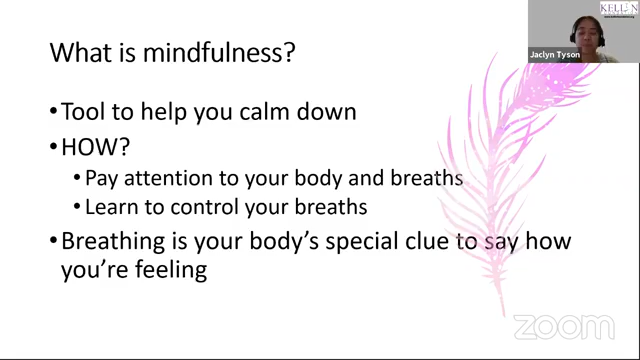 What is mindfulness?
KELLEN
Jaclyn Tyson
•Tool to help you calm down
•HOW?
•Pay attention to your body and breaths
•Learn to control your breaths
•Breathing is your body's special clue to say how
you're feeling
zoom